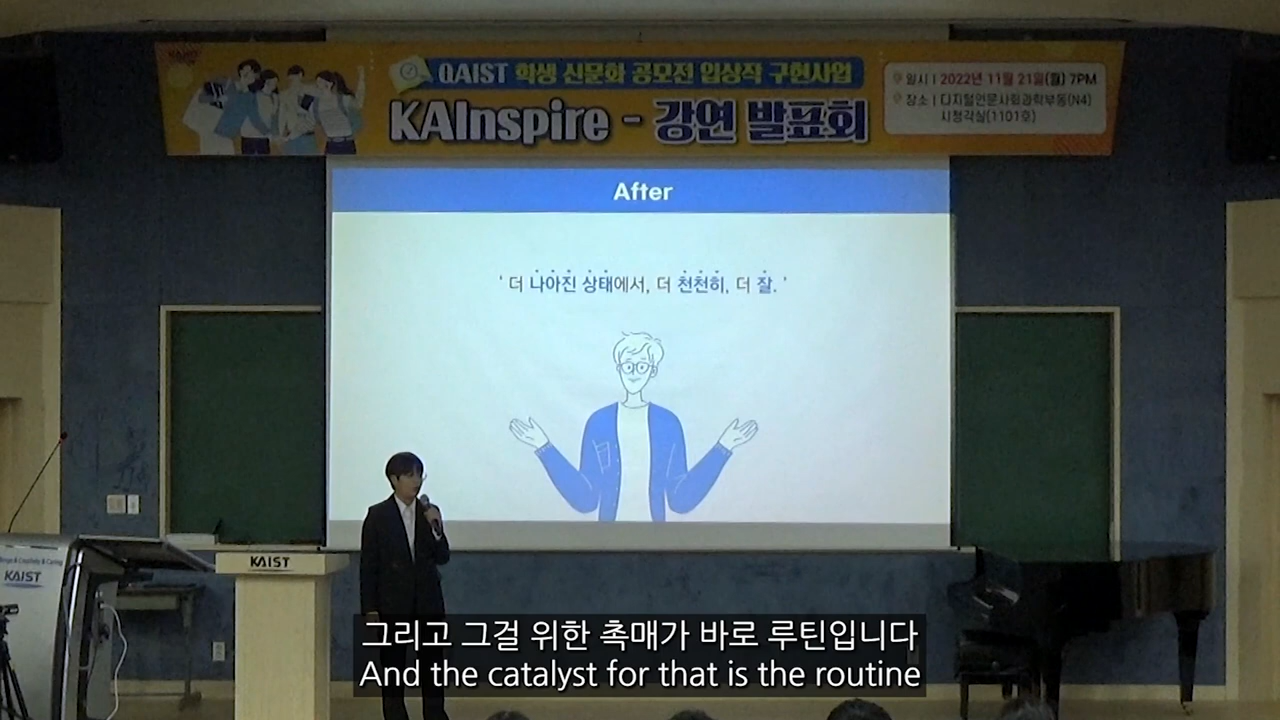 QAIST 학생 신문화 공모전 입상작 구현사업
KAInspire - 강연 발표회
일시 | 2022년 11월 21일(월) 7PM
장소 | 디지털인문사회과학부동(N4)
시청각실(1101호)
After
' 더 나아진 상태에서, 더 천천히, 더 잘. '
KAIST
KAIST
그리고 그걸 위한 촉매가 바로 루틴입니다
And the catalyst for that is the routine